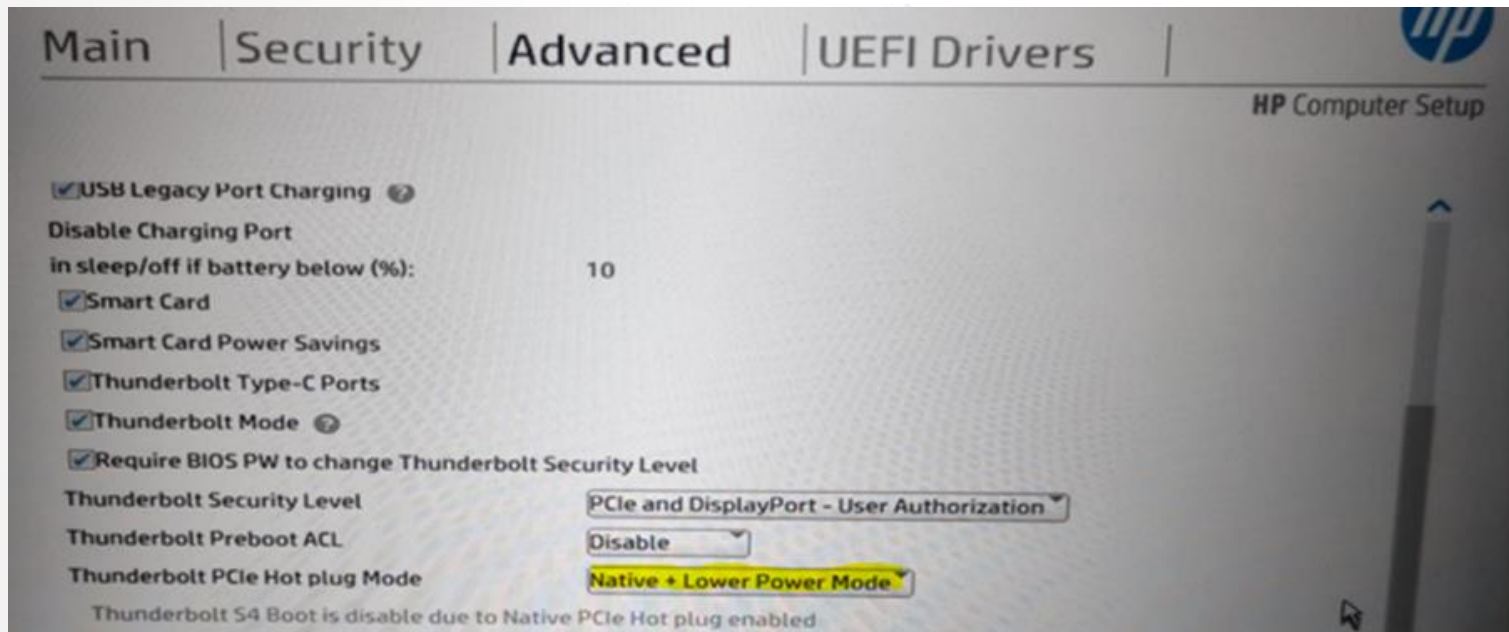 Main | Security | Advanced | UEFI Drivers |
hp
HP Computer Setup
USB Legacy Port Charging ?
Disable Charging Port
in sleep/off if battery below (%): 10
Smart Card
Smart Card Power Savings
Thunderbolt Type-C Ports
Thunderbolt Mode ?
Require BIOS PW to change Thunderbolt Security Level
Thunderbolt Security Level PCIe and DisplayPort - User Authorization
Thunderbolt Preboot ACL Disable
Thunderbolt PCIe Hot plug Mode Native + Lower Power Mode
Thunderbolt S4 Boot is disable due to Native PCIe Hot plug enabled